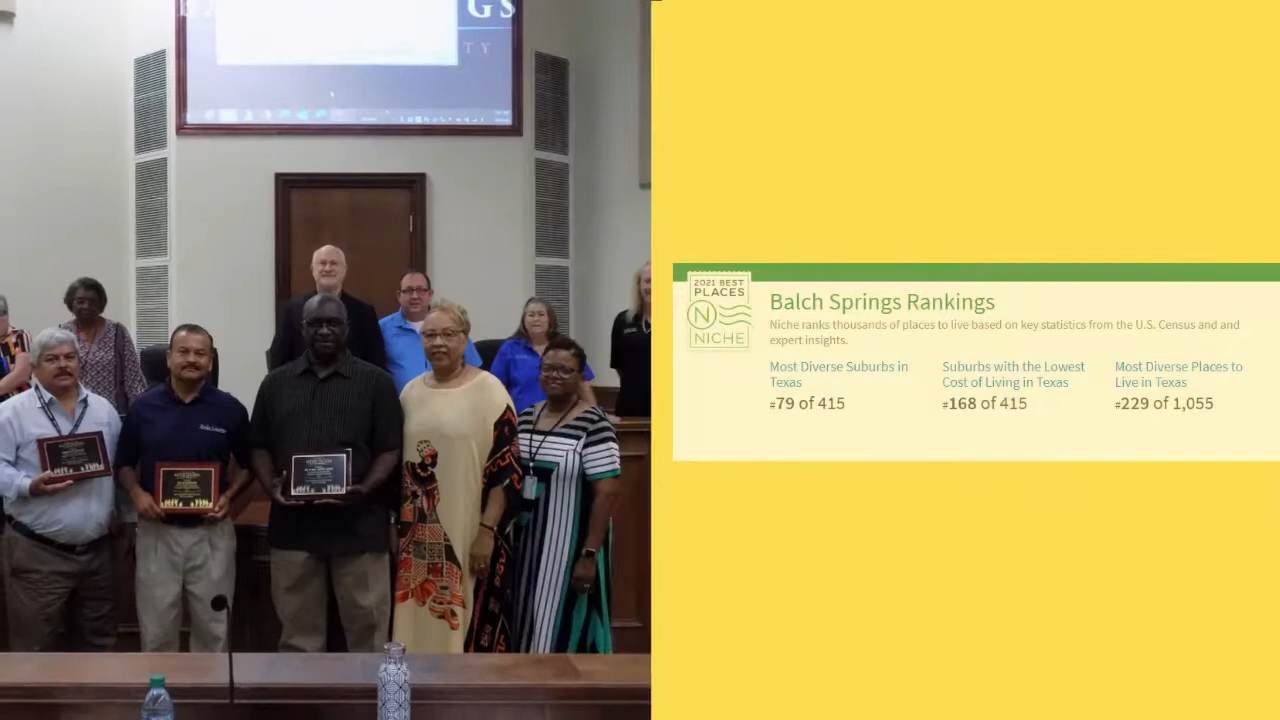 GS
TY
2021 BEST
PLACES
N
NICHE
Balch Springs Rankings
Niche ranks thousands of places to live based on key statistics from the U.S. Census and and
expert insights.
Most Diverse Suburbs in
Texas
#79 of 415
Suburbs with the Lowest
Cost of Living in Texas
#168 of 415
Most Diverse Places to
Live in Texas
#229 of 1,055